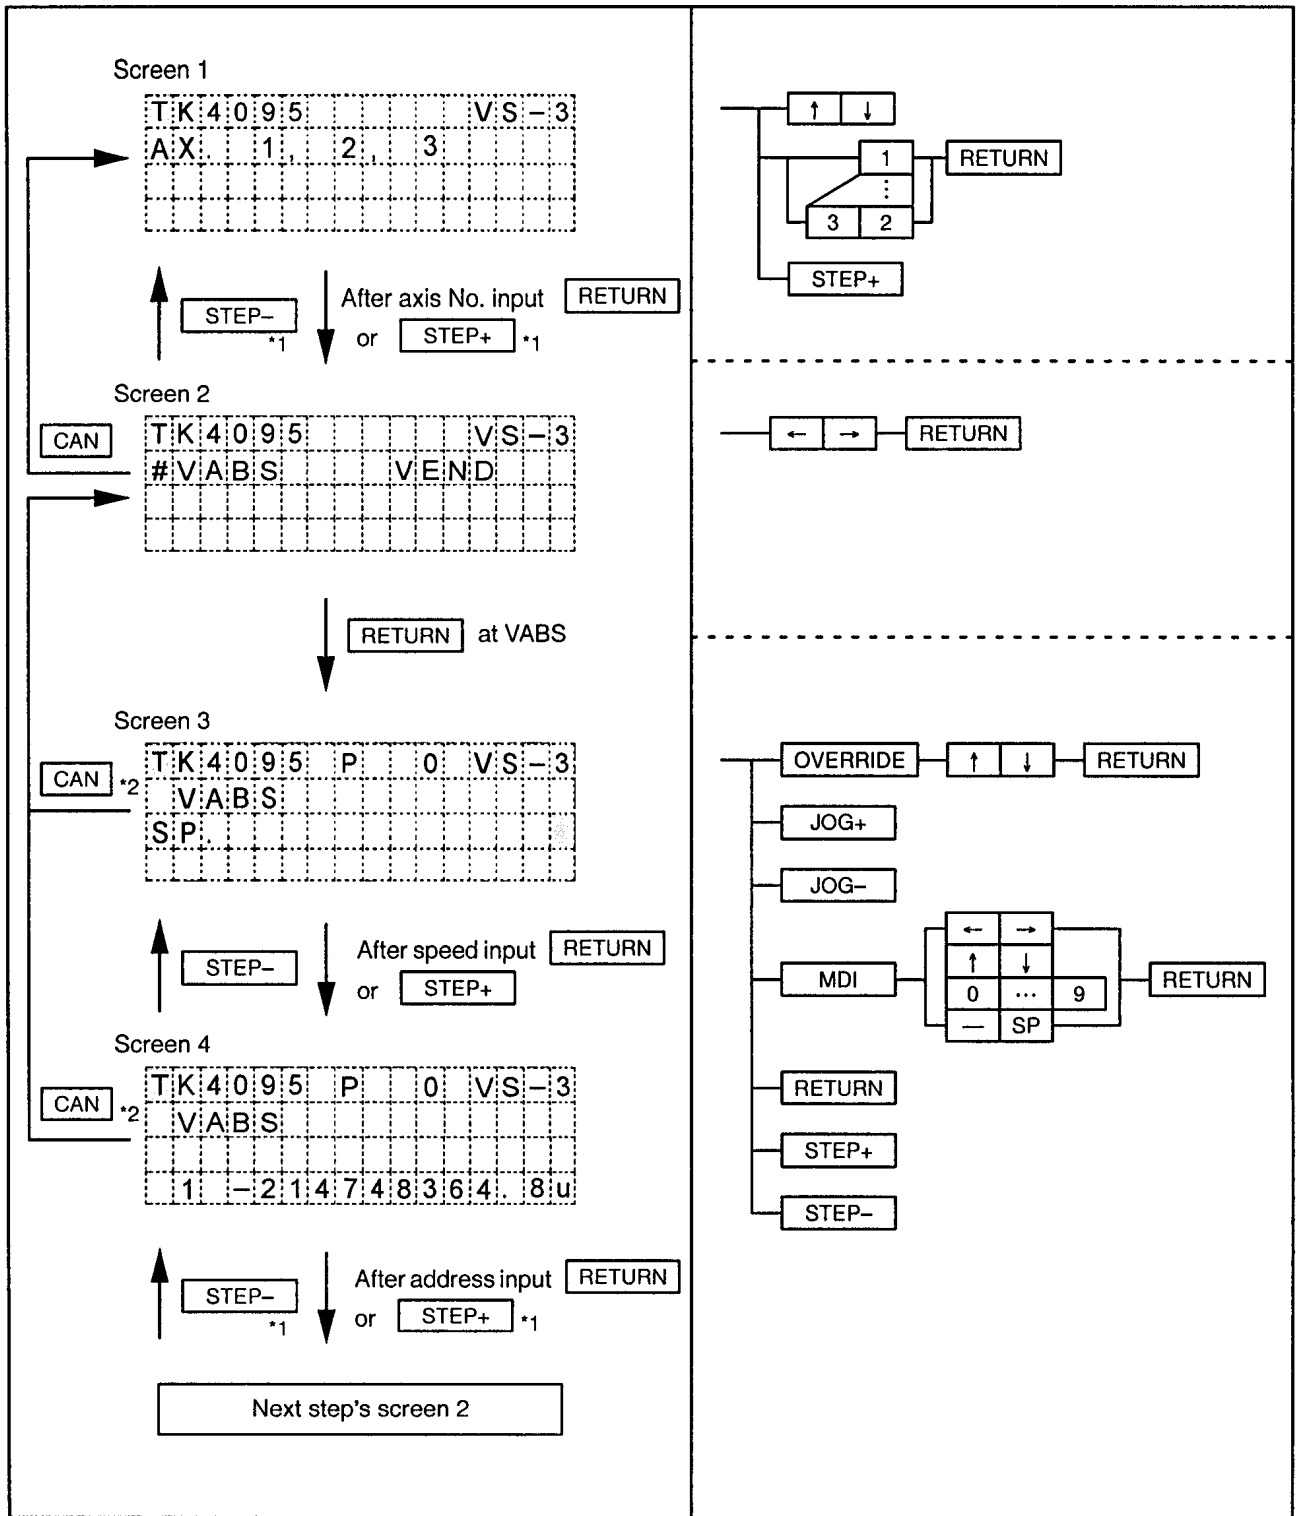 Screen 1
TK4095 VS-3
AX. 1, 2, 3
STEP- *1
After axis No. input RETURN
or STEP+ *1
Screen 2
CAN
TK4095 VS-3
#VABS VEND
RETURN at VABS
Screen 3
CAN *2
TK4095 P 0 VS-3
VABS
SP.
STEP-
After speed input RETURN
or STEP+
Screen 4
CAN *2
TK4095 P 0 VS-3
VABS
1 -214748364.8u
STEP- *1
After address input RETURN
or STEP+ *1
Next step's screen 2
↑ ↓
1 RETURN
⋮
3 2
STEP+
← → RETURN
OVERRIDE ↑ ↓ RETURN
JOG+
JOG-
← →
↑ ↓
MDI 0 ... 9 RETURN
— SP
RETURN
STEP+
STEP-